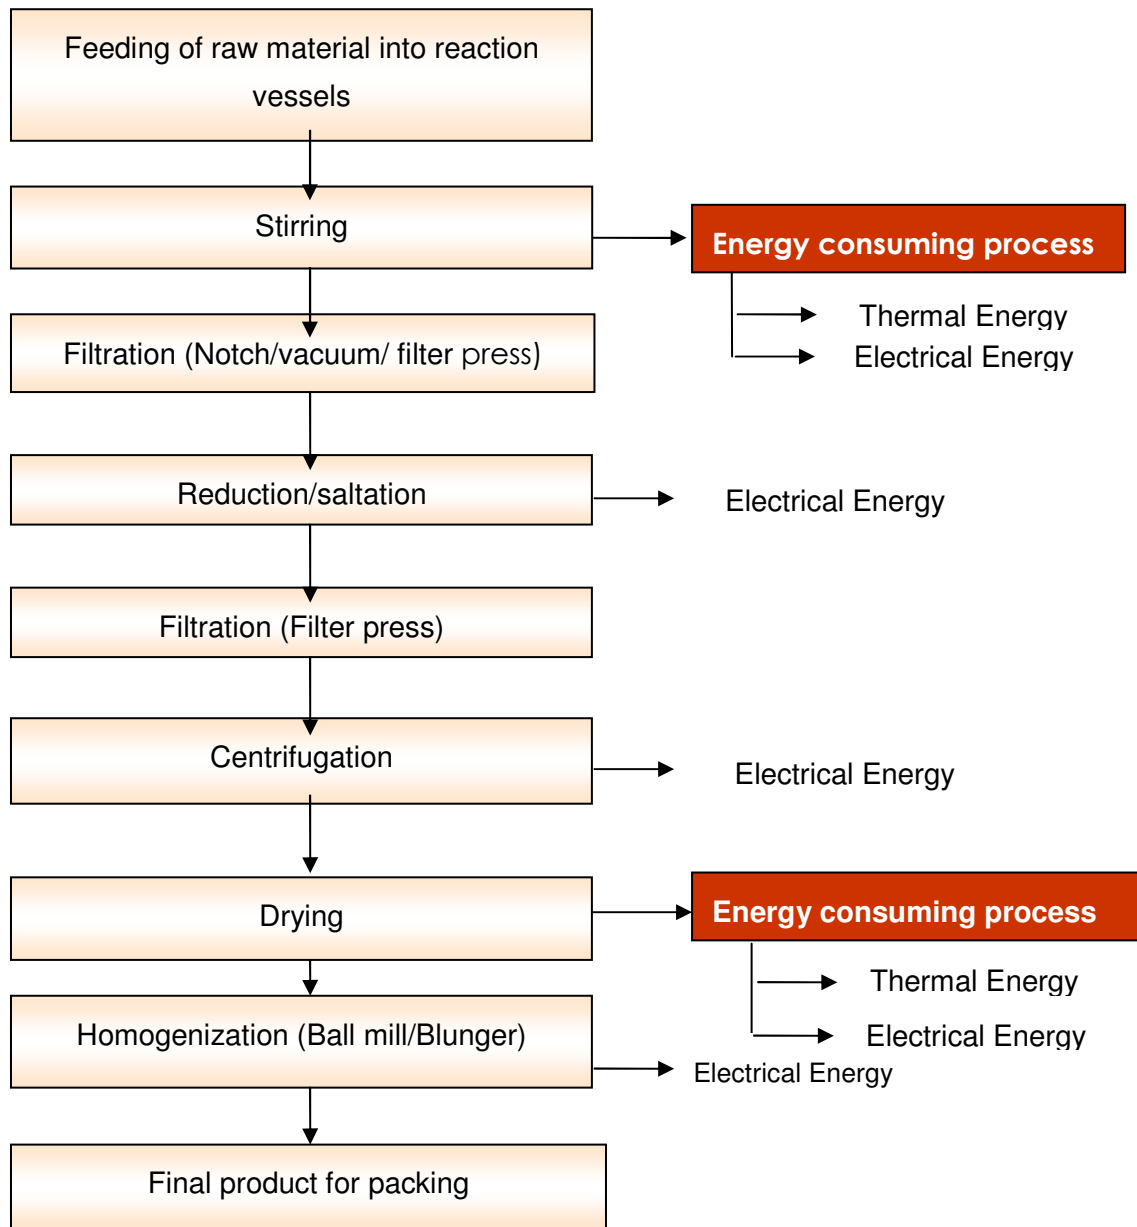 Feeding of raw material into reaction
vessels
Stirring
Energy consuming process
Thermal Energy
Filtration (Notch/vacuum/ filter press)
Electrical Energy
Reduction/saltation
Electrical Energy
Filtration (Filter press)
Centrifugation
Electrical Energy
Drying
Energy consuming process
Thermal Energy
Homogenization (Ball mill/Blunger)
Electrical Energy
Electrical Energy
Final product for packing